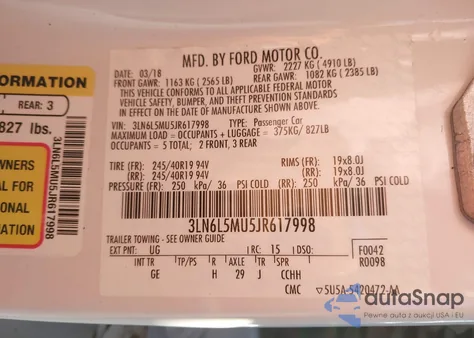 MFD. BY FORD MOTOR CO.
DATE: 03/18 GVWR: 2227 KG ( 4910 LB)
FRONT GAWR: 1163 KG ( 2565 LB) REAR GAWR: 1082 KG ( 2385 LB)
THIS VEHICLE CONFORMS TO ALL APPLICABLE FEDERAL MOTOR
VEHICLE SAFETY, BUMPER, AND THEFT PREVENTION STANDARDS
IN EFFECT ON THE DATE OF MANUFACTURE SHOWN ABOVE.
VIN: 3LN6L5MU5JR617998 TYPE: Passenger Car
MAXIMUM LOAD = OCCUPANTS + LUGGAGE = 375KG/ 827LB
OCCUPANTS = 5 TOTAL: 2 FRONT, 3 REAR
TIRE (FR): 245/40R19 94V RIMS (FR): 19x8.0J
(RR): 245/40R19 94V (RR): 19x8.0J
PRESSURE (FR): 250 kPa/ 36 PSI COLD (RR): 250 kPa/ 36 PSI COLD
3LN6L5MU5JR617998
TRAILER TOWING - SEE OWNER GUIDE
EXT PNT: UG RC: 15 DSO: F0042
INT TR TP/PS R AXLE TR SPR R0098
GE H 29 J CCHH
CMC ▽5U5A-5420472-AA
ORMATION
REAR: 3
827 lbs.
WNERS
AL FOR
IONAL
ATION
3LN6L5MU5JR617998
autoSnap
Pewne auto z aukcji USA i EU